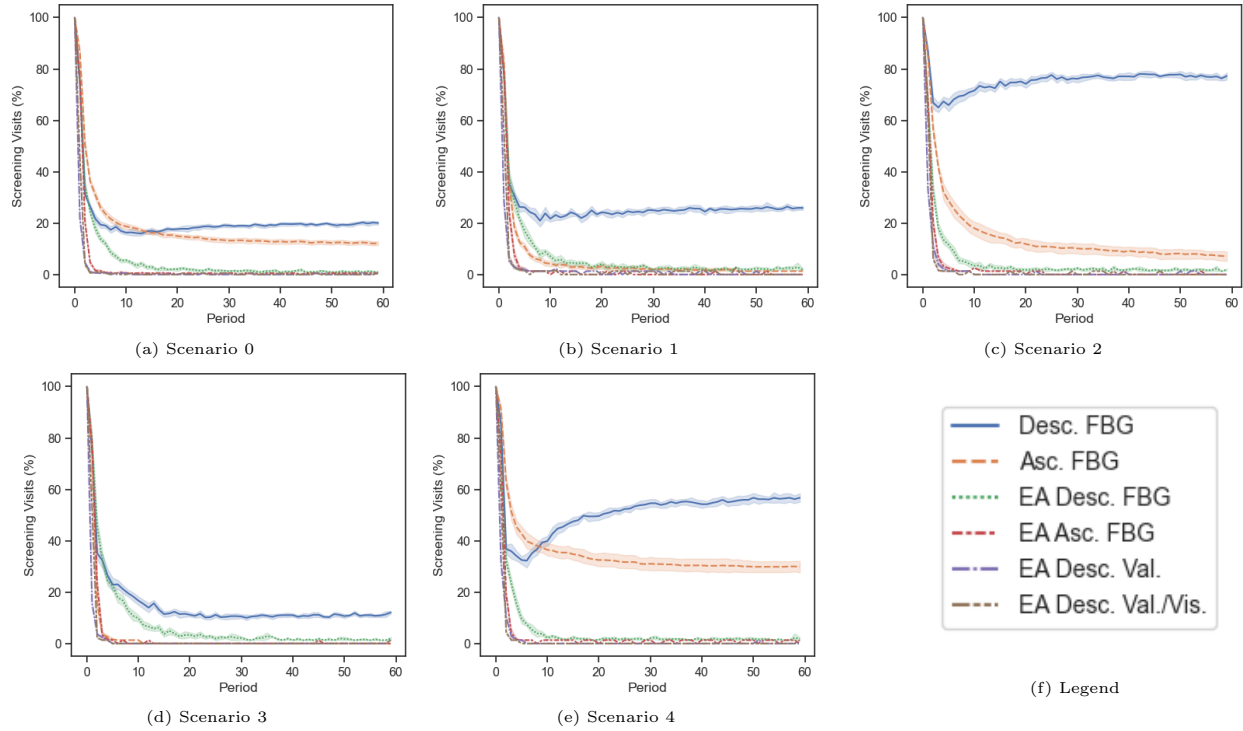 100
80
60
40
20
0
Screening Visits (%)
0 10 20 30 40 50 60
Period
(a) Scenario 0
100
80
60
40
20
0
Screening Visits (%)
0 10 20 30 40 50 60
Period
(b) Scenario 1
100
80
60
40
20
0
Screening Visits (%)
0 10 20 30 40 50 60
Period
(c) Scenario 2
100
80
60
40
20
0
Screening Visits (%)
0 10 20 30 40 50 60
Period
(d) Scenario 3
100
80
60
40
20
0
Screening Visits (%)
0 10 20 30 40 50 60
Period
(e) Scenario 4
Desc. FBG
Asc. FBG
EA Desc. FBG
EA Asc. FBG
EA Desc. Val.
EA Desc. Val./Vis.
(f) Legend